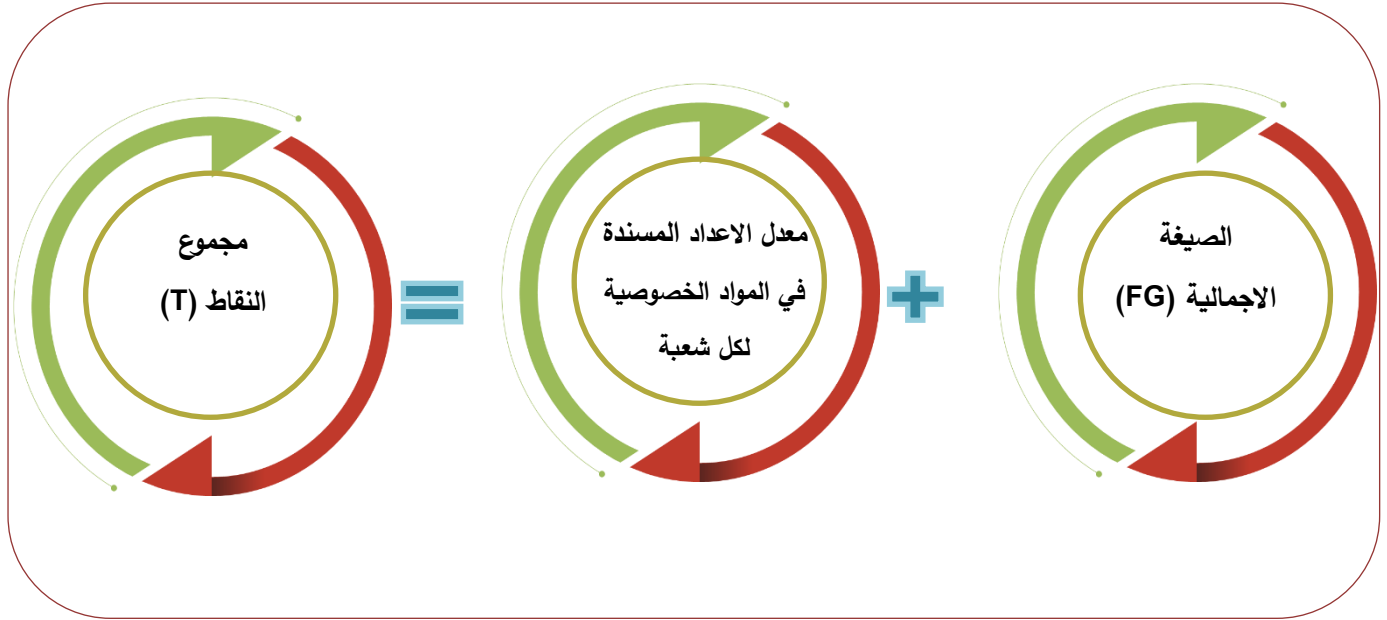 الصيغة
الاجمالية (FG)
+
معدل الاعداد المسندة
في المواد الخصوصية
لكل شعبة
=
مجموع
النقاط (T)